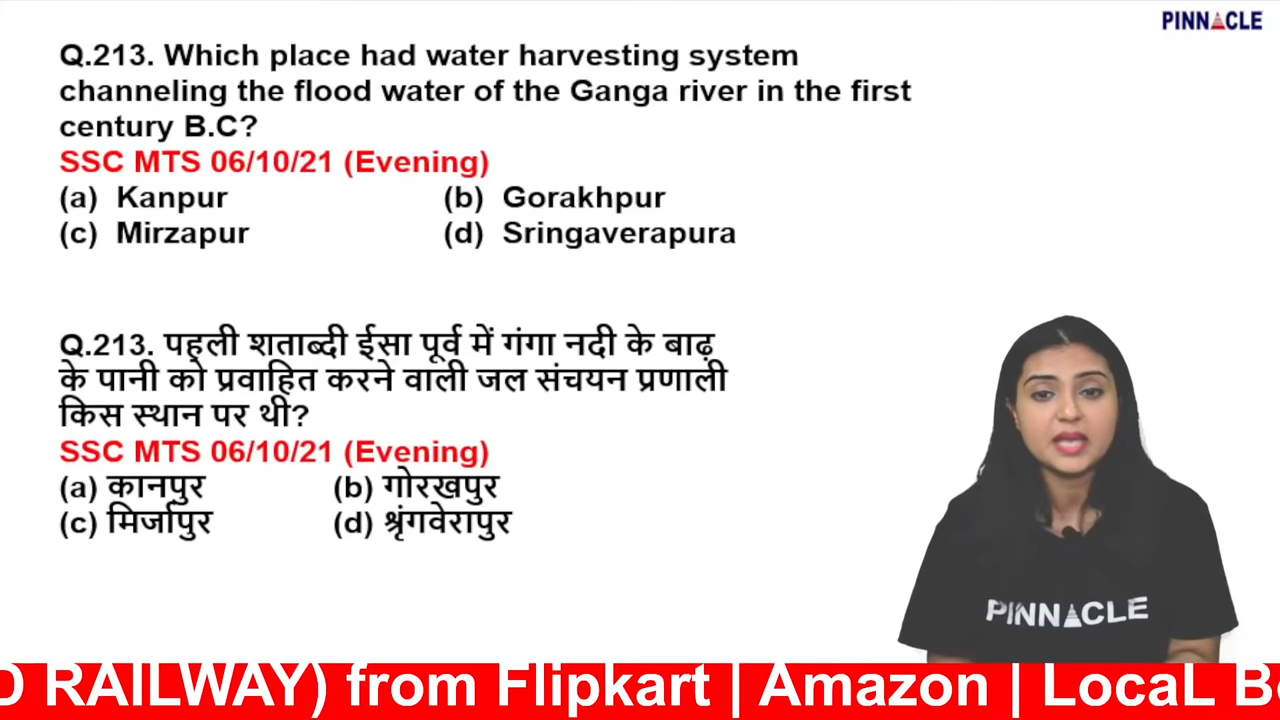 PINNACLE
Q.213. Which place had water harvesting system
channeling the flood water of the Ganga river in the first
century B.C?
SSC MTS 06/10/21 (Evening)
(a) Kanpur (b) Gorakhpur
(c) Mirzapur (d) Sringaverapura
Q.213. पहली शताब्दी ईसा पूर्व में गंगा नदी के बाढ़
के पानी को प्रवाहित करने वाली जल संचयन प्रणाली
किस स्थान पर थी?
SSC MTS 06/10/21 (Evening)
(a) कानपुर (b) गोरखपुर
(c) मिर्जापुर (d) श्रृंगवेरापुर
PINNACLE
D RAILWAY) from Flipkart | Amazon | LocaL B